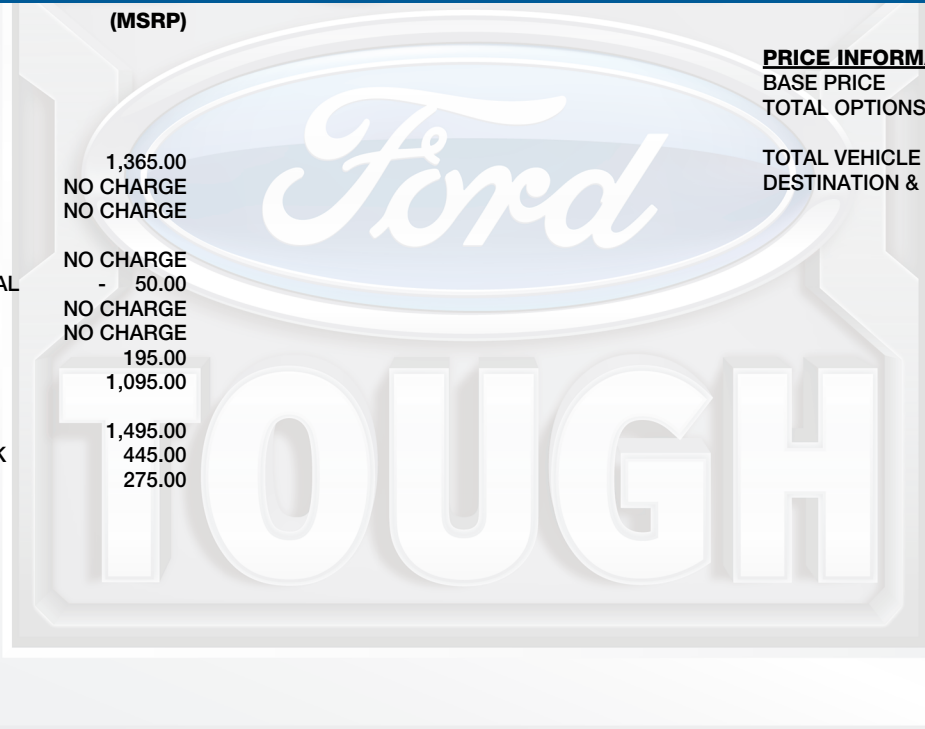 (MSRP)
PRICE INFORM
BASE PRICE
TOTAL OPTIONS
TOTAL VEHICLE
DESTINATION &
1,365.00
NO CHARGE
NO CHARGE
NO CHARGE
AL - 50.00
NO CHARGE
NO CHARGE
195.00
1,095.00
1,495.00
K 445.00
275.00
Ford
TOUGH